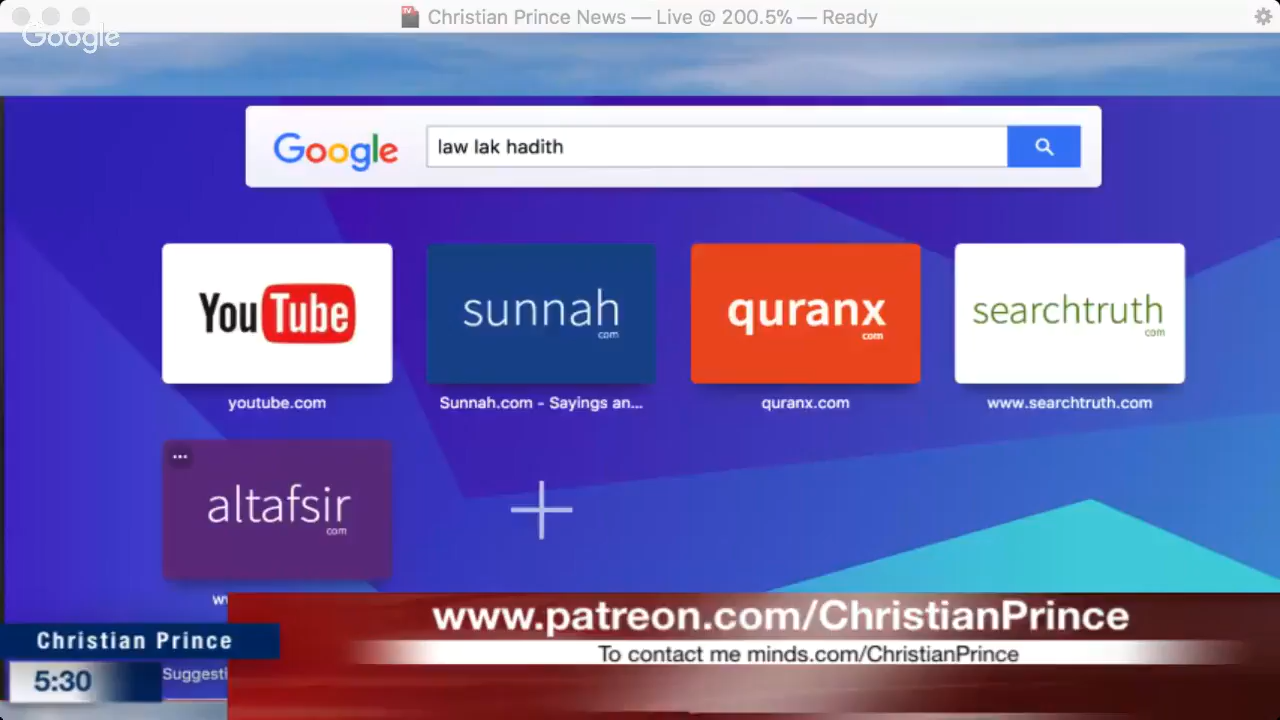 Christian Prince News — Live @ 200.5% — Ready
Google
Google
law lak hadith
YouTube
sunnah
com
quranx
com
searchtruth
com
youtube.com
Sunnah.com - Sayings an...
quranx.com
www.searchtruth.com
altafsir
com
www.patreon.com/ChristianPrince
Christian Prince
To contact me minds.com/ChristianPrince
5:30